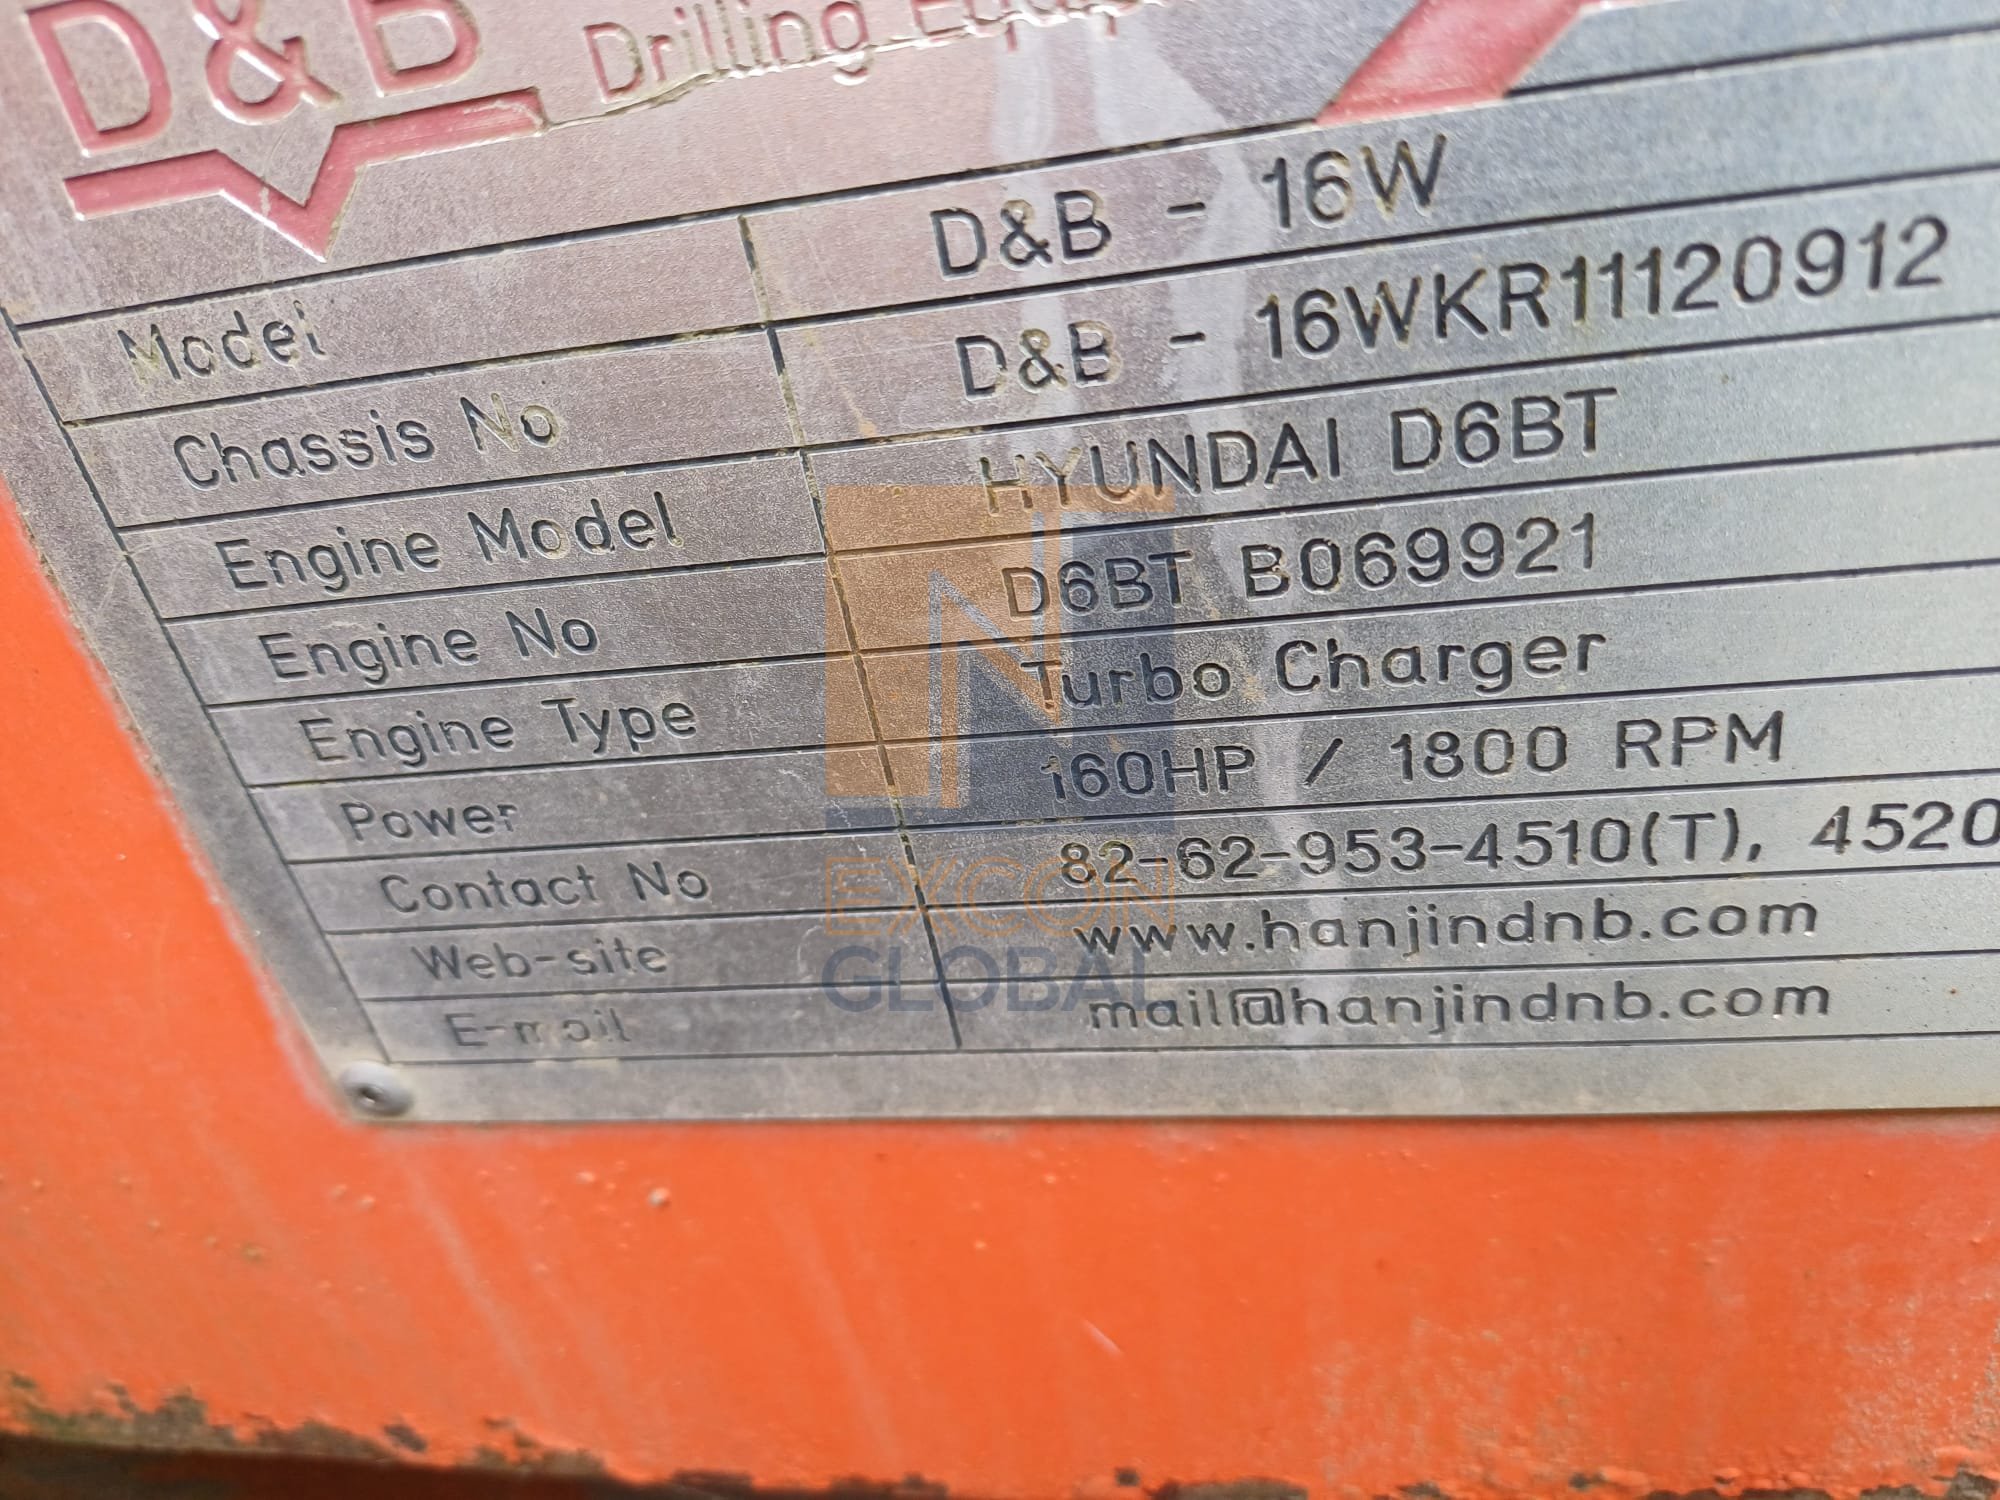 D&B Drilling
Model D&B - 16W
Chassis No D&B - 16WKR11120912
Engine Model HYUNDAI D6BT
Engine No D6BT B069921
Engine Type Turbo Charger
Power 160HP / 1800 RPM
Contact No 82-62-953-4510(T), 4520
Web-site www.hanjindnb.com
E-mail mail@hanjindnb.com
N
EXCON
GLOBAL